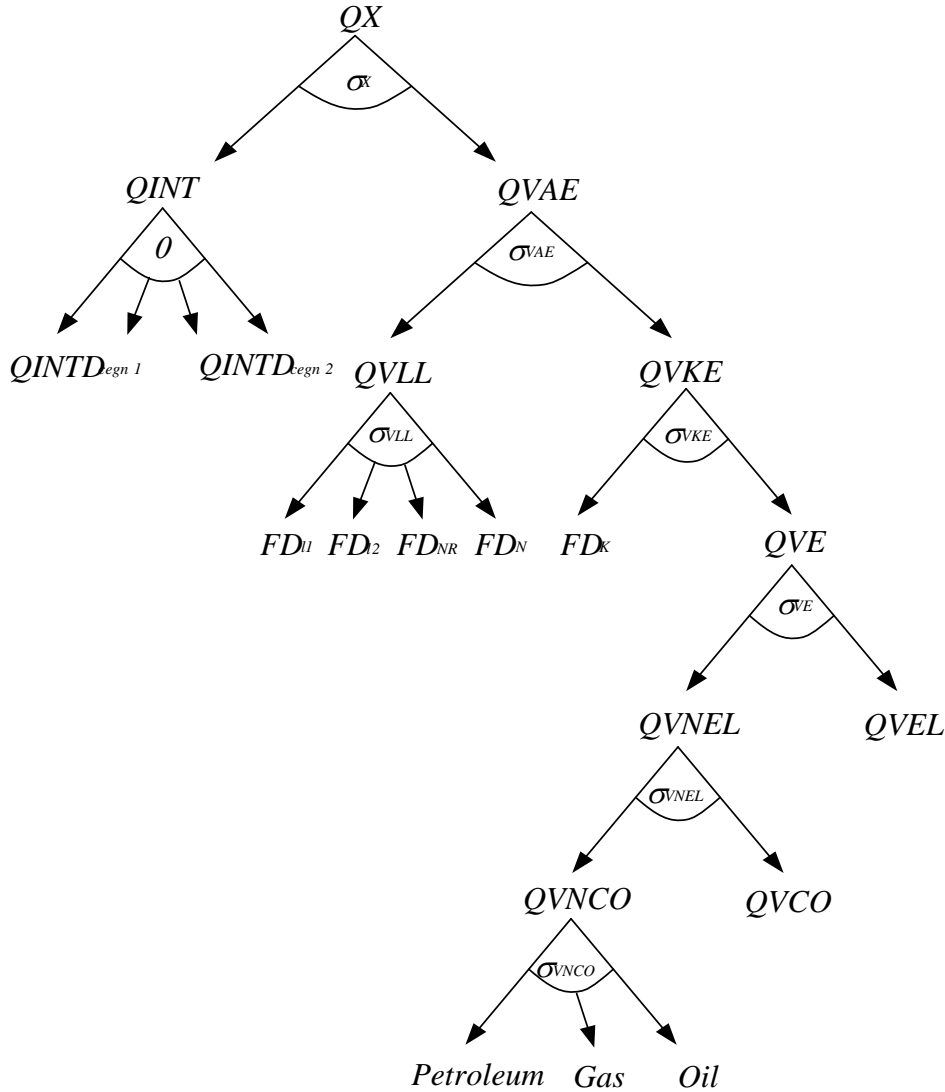 QX
σX
QINT QVAE
0 σVAE
QINTDcegn 1 QINTDcegn 2 QVLL QVKE
σVLL σVKE
FDl1 FDl2 FDNR FDN FDK QVE
σVE
QVNEL QVEL
σVNEL
QVNCO QVCO
σVNCO
Petroleum Gas Oil